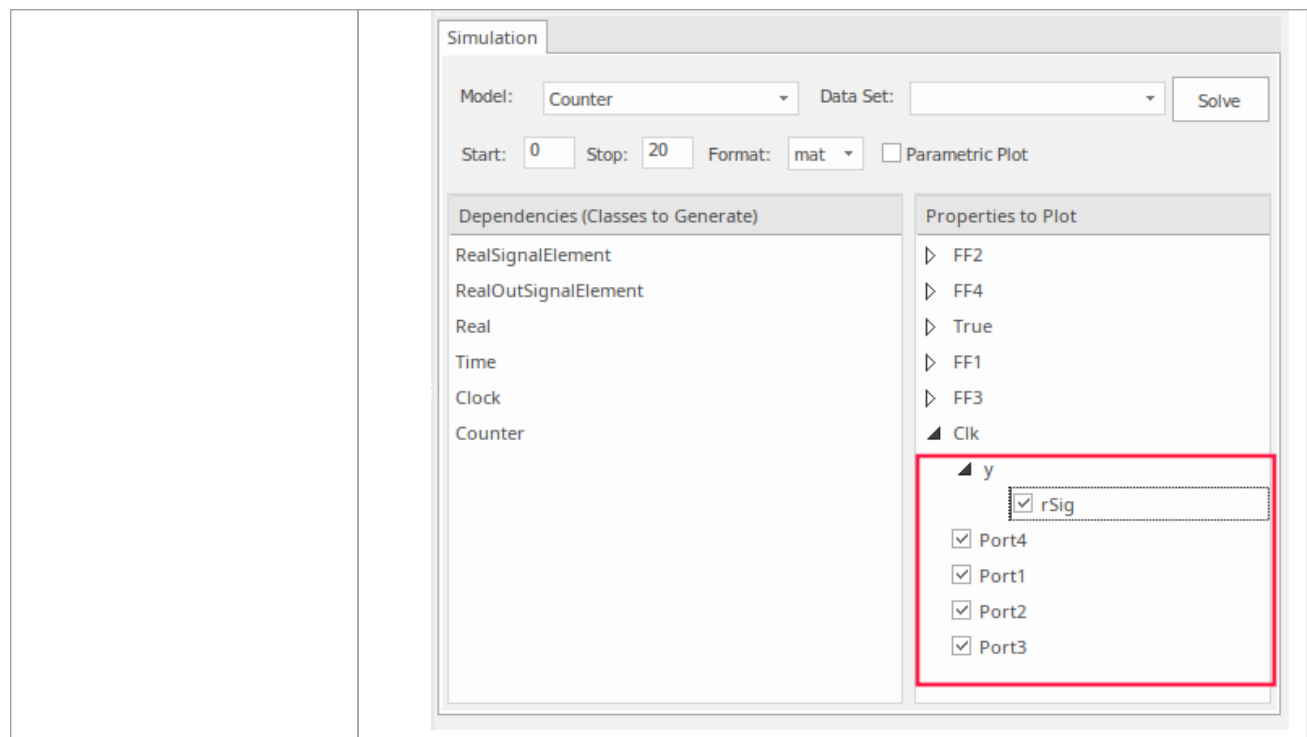 Simulation
Model: Counter Data Set: Solve
Start: 0 Stop: 20 Format: mat Parametric Plot
Dependencies (Classes to Generate)
RealSignalElement
RealOutSignalElement
Real
Time
Clock
Counter
Properties to Plot
FF2
FF4
True
FF1
FF3
Clk
y
rSig
Port4
Port1
Port2
Port3